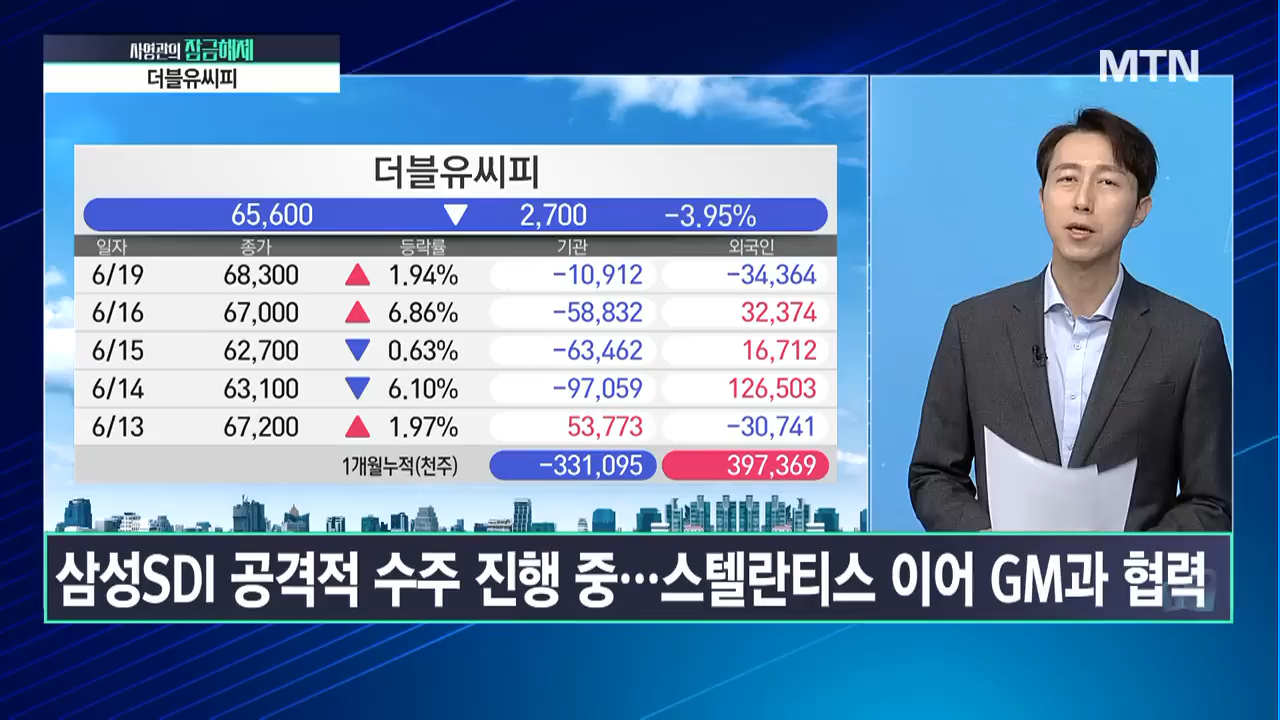 사영관의 잠금해제
더블유씨피
MTN
더블유씨피
65,600 ▼ 2,700 -3.95%
일자 종가 등락률 기관 외국인
6/19 68,300 ▲ 1.94% -10,912 -34,364
6/16 67,000 ▲ 6.86% -58,832 32,374
6/15 62,700 ▼ 0.63% -63,462 16,712
6/14 63,100 ▼ 6.10% -97,059 126,503
6/13 67,200 ▲ 1.97% 53,773 -30,741
1개월누적(천주) -331,095 397,369
삼성SDI 공격적 수주 진행 중…스텔란티스 이어 GM과 협력